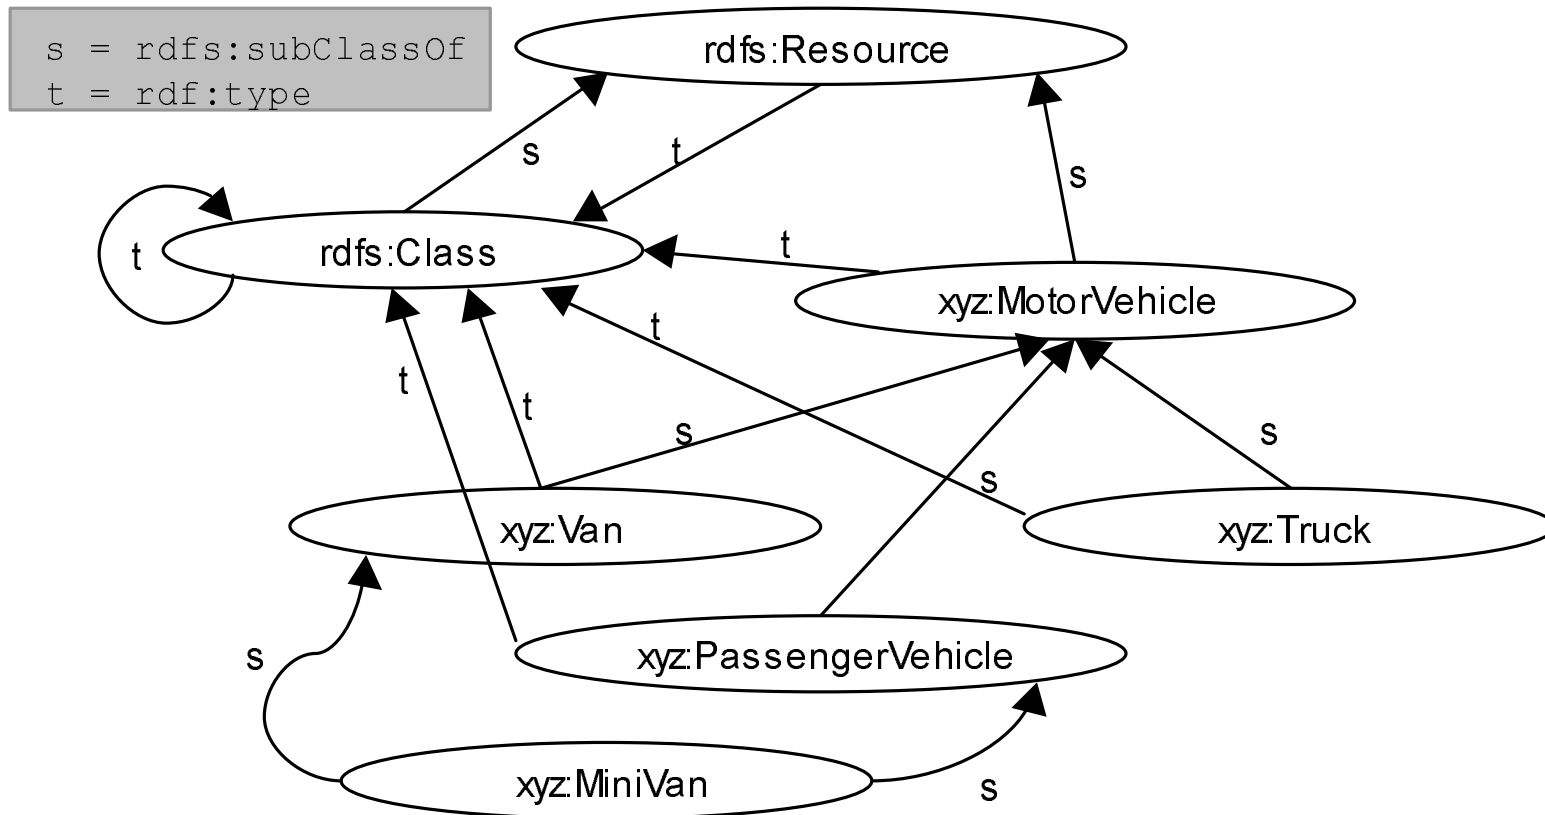 s = rdfs:subClassOf
t = rdf:type
rdfs:Resource
s
t
s
t
rdfs:Class
t
xyz:MotorVehicle
t
t
t
s
s
s
xyz:Van
xyz:Truck
s
xyz:PassengerVehicle
xyz:MiniVan
s